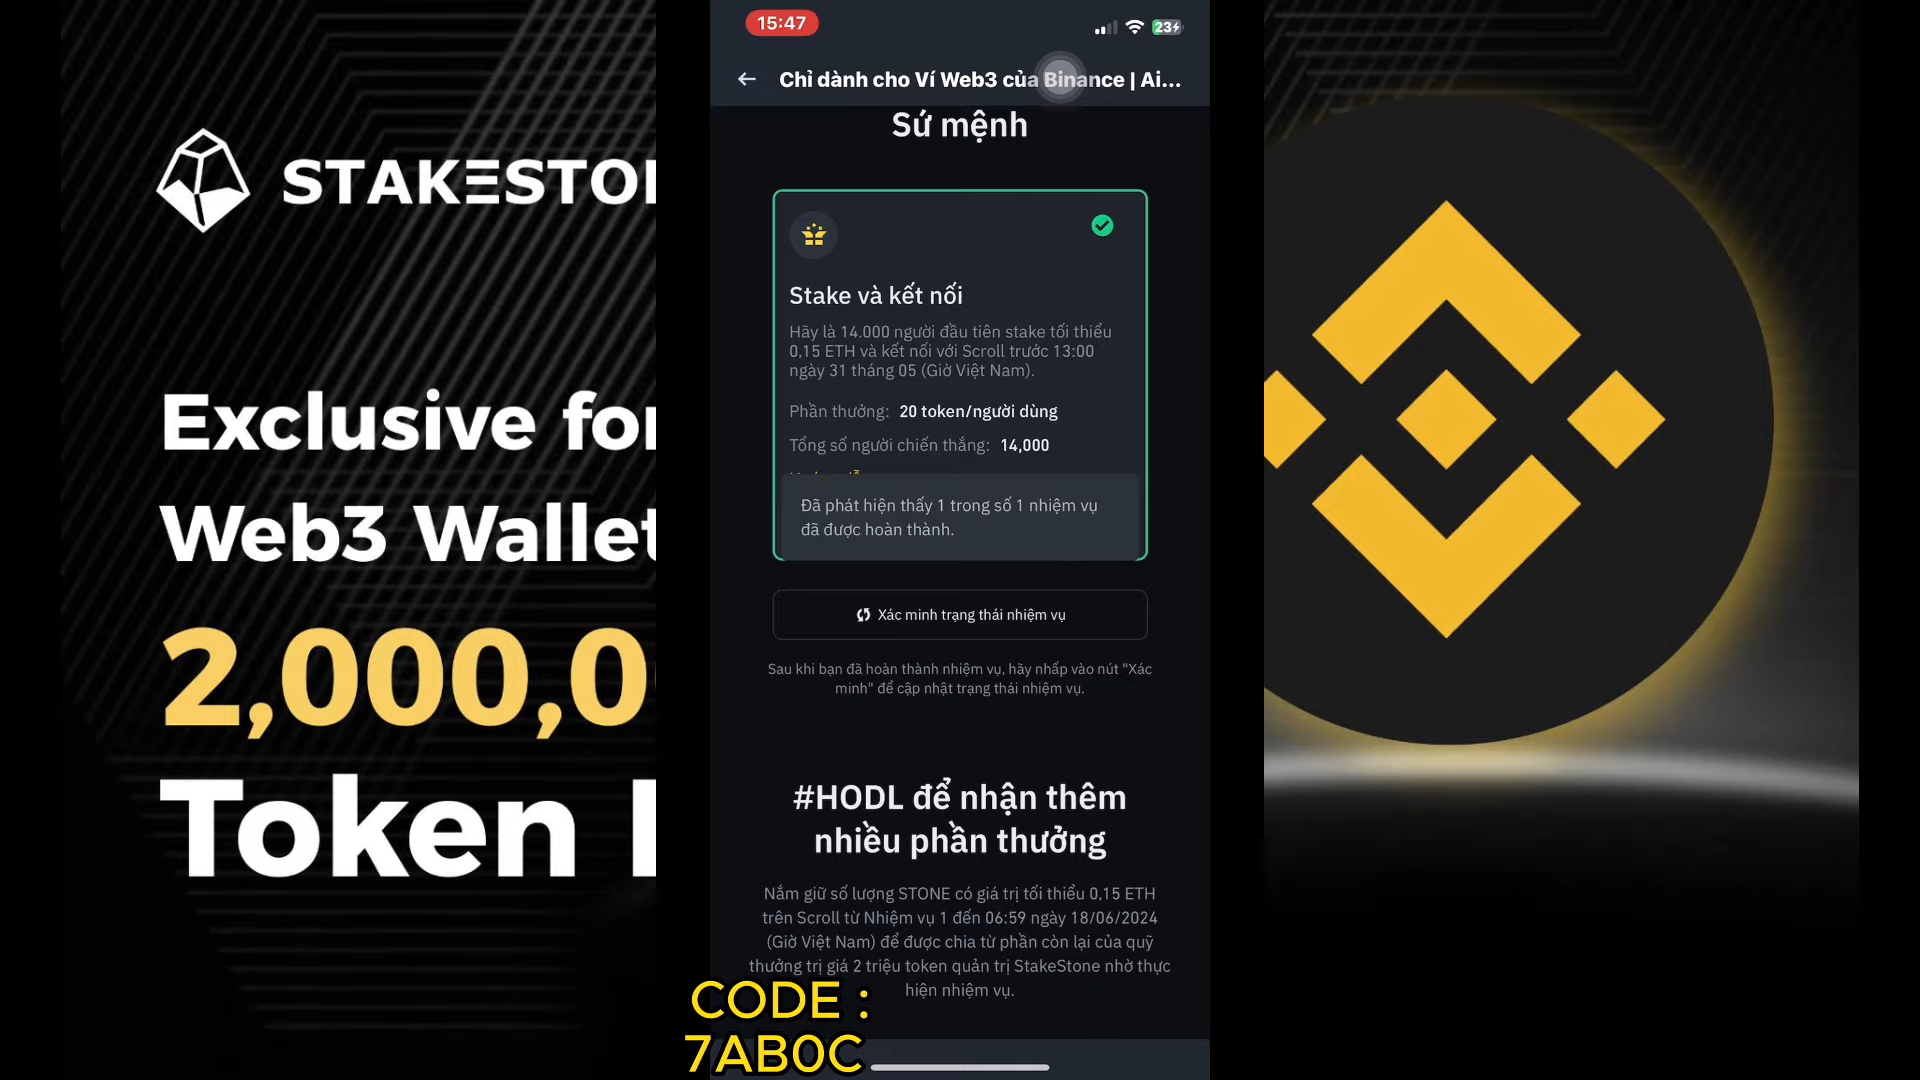 STAKESTO
Exclusive for
Web3 Wallet
2,000,0
Token
15:47
23
Chỉ dành cho Ví Web3 của Binance | Ai...
Sứ mệnh
Stake và kết nối
Hãy là 14.000 người đầu tiên stake tối thiểu
0,15 ETH và kết nối với Scroll trước 13:00
ngày 31 tháng 05 (Giờ Việt Nam).
Phần thưởng: 20 token/người dùng
Tổng số người chiến thắng: 14,000
Đã phát hiện thấy 1 trong số 1 nhiệm vụ
đã được hoàn thành.
Xác minh trạng thái nhiệm vụ
Sau khi bạn đã hoàn thành nhiệm vụ, hãy nhấp vào nút "Xác
minh" để cập nhật trạng thái nhiệm vụ.
#HODL để nhận thêm
nhiều phần thưởng
Nắm giữ số lượng STONE có giá trị tối thiểu 0,15 ETH
trên Scroll từ Nhiệm vụ 1 đến 06:59 ngày 18/06/2024
(Giờ Việt Nam) để được chia từ phần còn lại của quỹ
thưởng trị giá 2 triệu token quản trị StakeStone nhờ thực
hiện nhiệm vụ.
CODE :
7AB0C